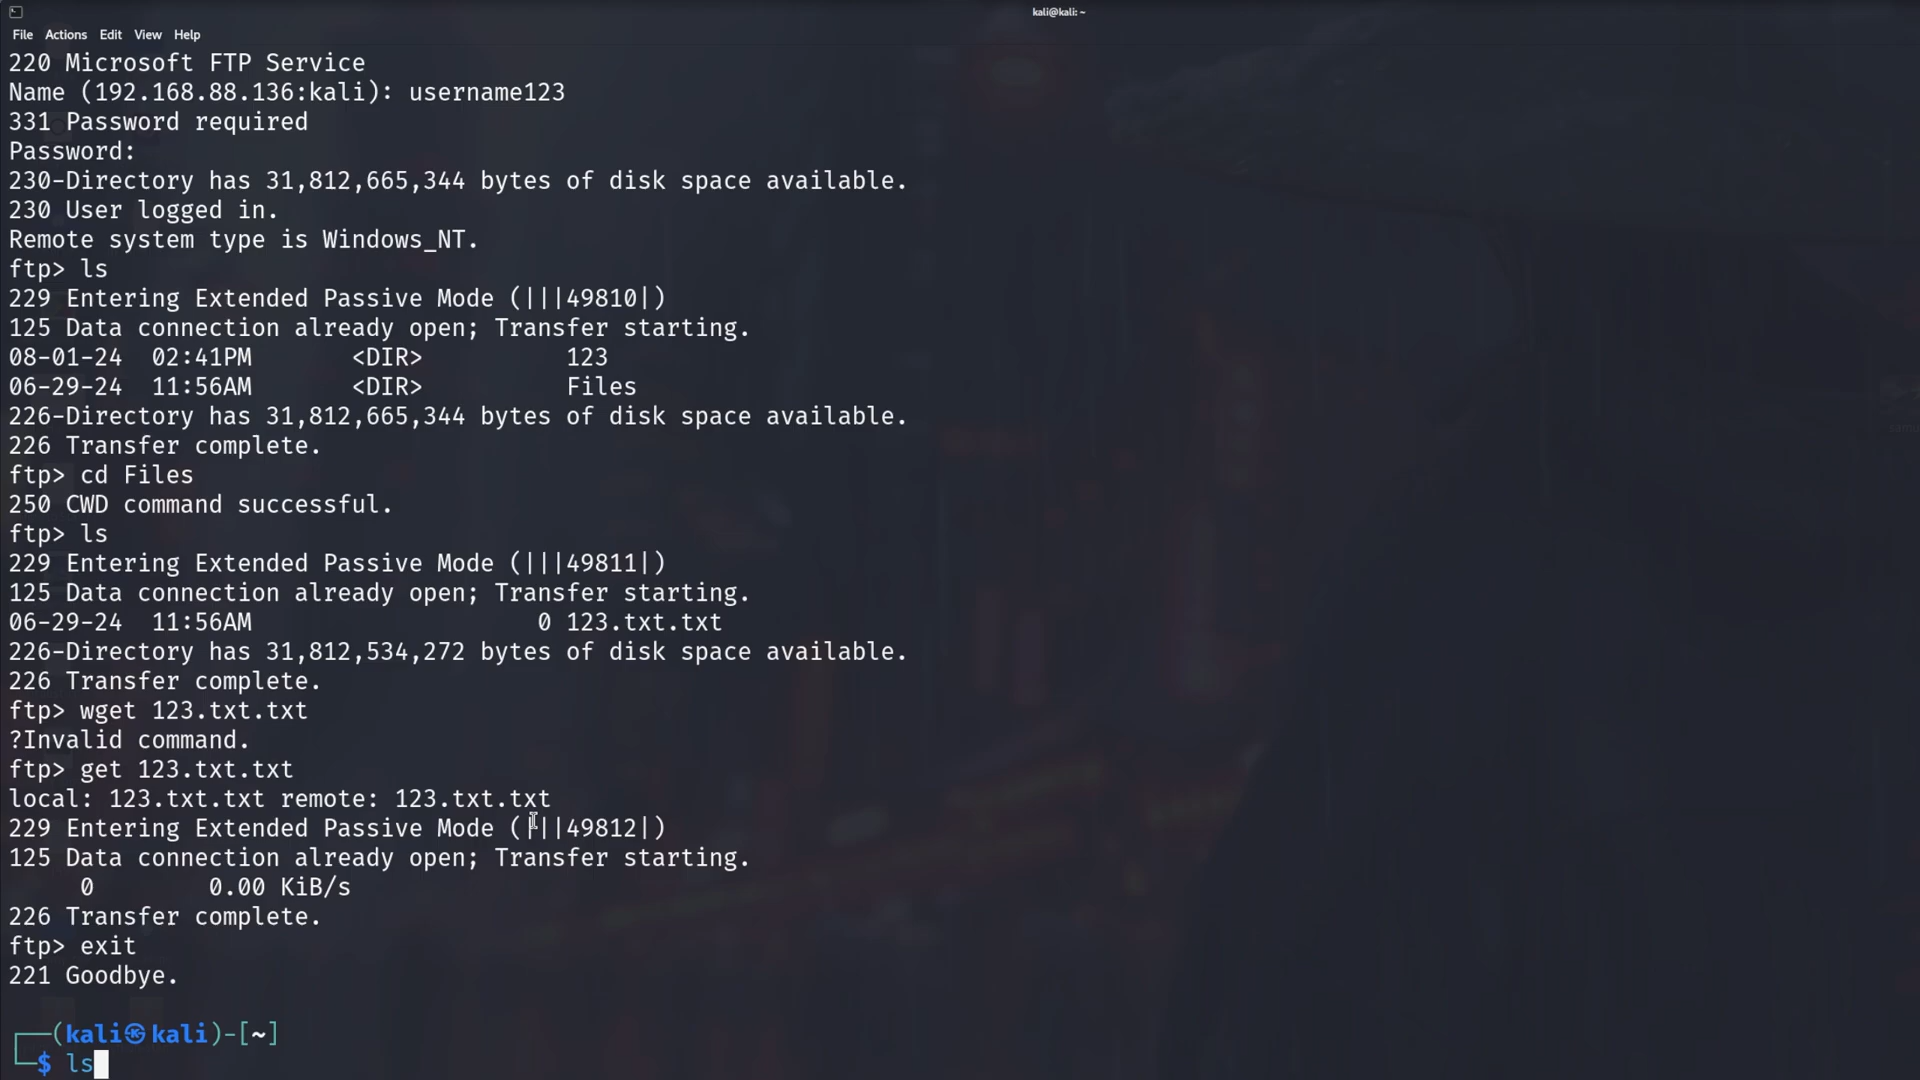 kali@kali: ~
File Actions Edit View Help
220 Microsoft FTP Service
Name (192.168.88.136:kali): username123
331 Password required
Password:
230-Directory has 31,812,665,344 bytes of disk space available.
230 User logged in.
Remote system type is Windows_NT.
ftp> ls
229 Entering Extended Passive Mode (|||49810|)
125 Data connection already open; Transfer starting.
08-01-24  02:41PM       <DIR>          123
06-29-24  11:56AM       <DIR>          Files
226-Directory has 31,812,665,344 bytes of disk space available.
226 Transfer complete.
ftp> cd Files
250 CWD command successful.
ftp> ls
229 Entering Extended Passive Mode (|||49811|)
125 Data connection already open; Transfer starting.
06-29-24  11:56AM                    0 123.txt.txt
226-Directory has 31,812,534,272 bytes of disk space available.
226 Transfer complete.
ftp> wget 123.txt.txt
?Invalid command.
ftp> get 123.txt.txt
local: 123.txt.txt remote: 123.txt.txt
229 Entering Extended Passive Mode (|||49812|)
125 Data connection already open; Transfer starting.
     0        0.00 KiB/s
226 Transfer complete.
ftp> exit
221 Goodbye.
┌──(kali㉿kali)-[~]
└─$ ls